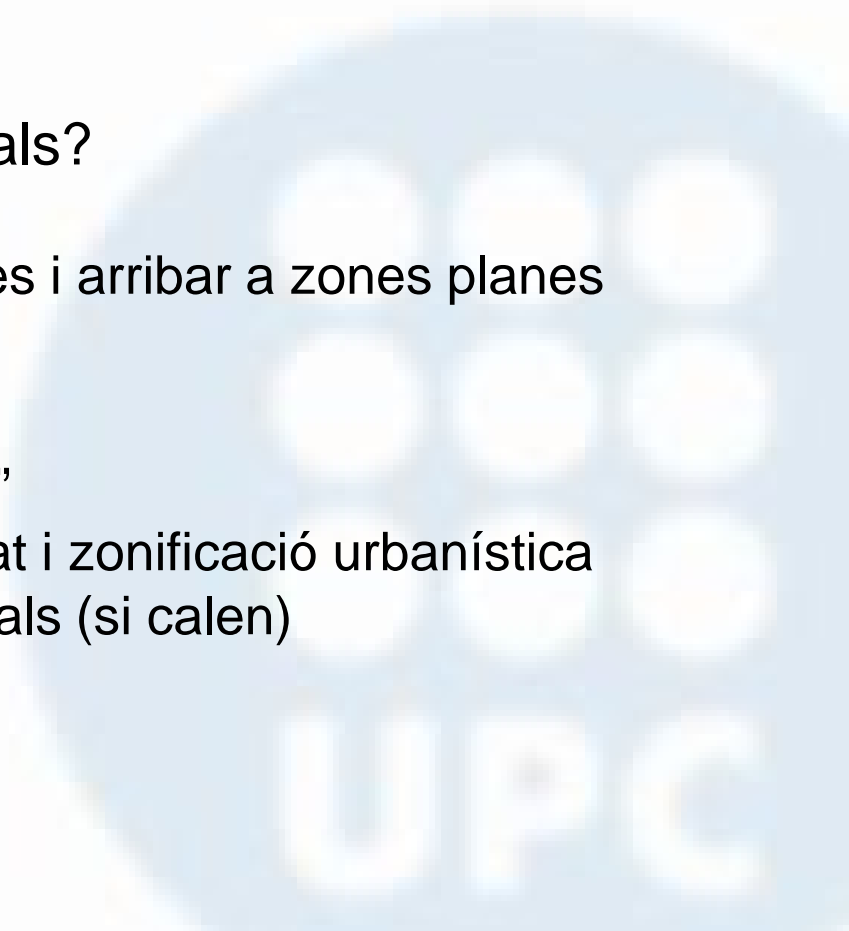 als?
es i arribar a zones planes
,
at i zonificació urbanística
als (si calen)
UPC